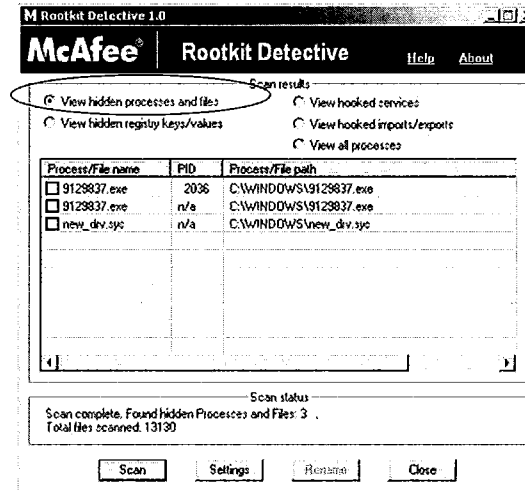 M Rootkit Detective 1.0
McAfee® Rootkit Detective Help About
Scan results
View hidden processes and files
View hooked services
View hidden registry keys/values
View hooked imports/exports
View all processes
Process/File name PID Process/File path
9129837.exe 2036 C:\WINDOWS\9129837.exe
9129837.exe n/a C:\WINDOWS\9129837.exe
new_drv.sys n/a C:\WINDOWS\new_drv.sys
Scan status
Scan complete. Found hidden Processes and Files: 3 .
Total files scanned: 13130
Scan Settings Rename Close